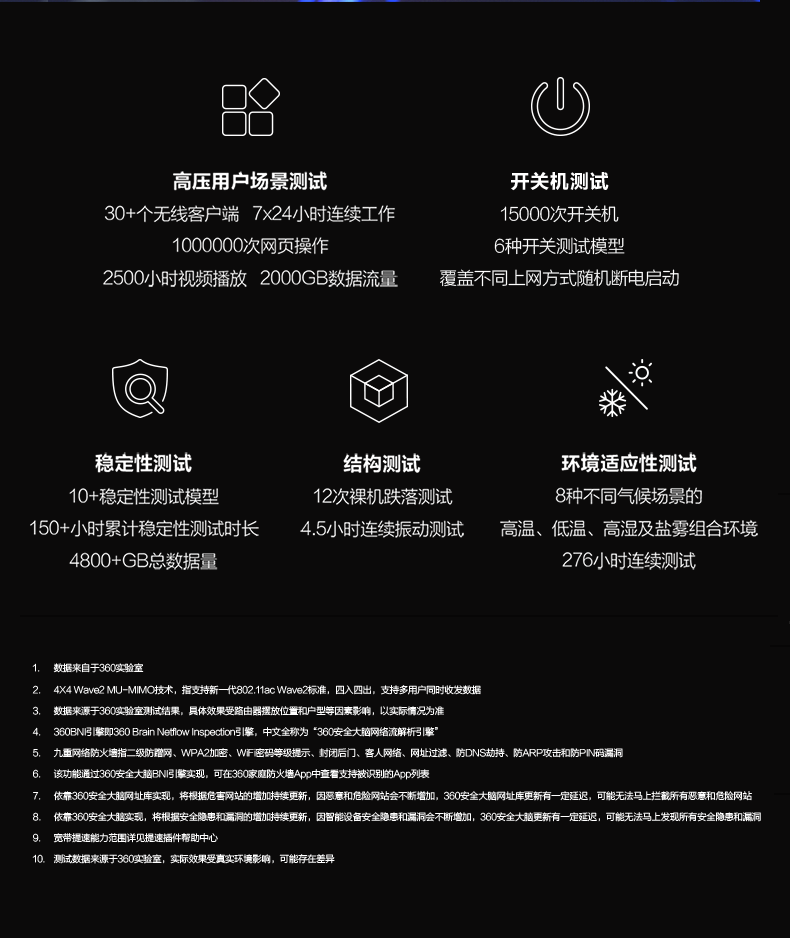 高压用户场景测试
30+个无线客户端 7x24小时连续工作
1000000次网页操作
2500小时视频播放 2000GB数据流量
开关机测试
15000次开关机
6种开关测试模型
覆盖不同上网方式随机断电启动
稳定性测试
10+稳定性测试模型
150+小时累计稳定性测试时长
4800+GB总数据量
结构测试
12次裸机跌落测试
4.5小时连续振动测试
环境适应性测试
8种不同气候场景的
高温、低温、高湿及盐雾组合环境
276小时连续测试
1. 数据来自于360实验室
2. 4X4 Wave2 MU-MIMO技术，指支持新一代802.11ac Wave2标准，四入四出，支持多用户同时收发数据
3. 数据来源于360实验室测试结果，具体效果受路由器摆放位置和户型等因素影响，以实际情况为准
4. 360BNI引擎即360 Brain Netflow Inspection引擎，中文全称为“360安全大脑网络流解析引擎”
5. 九重网络防火墙指二级防蹭网、WPA2加密、WiFi密码等级提示、封闭后门、客人网络、网址过滤、防DNS劫持、防ARP攻击和防PIN码漏洞
6. 该功能通过360安全大脑BNI引擎实现，可在360家庭防火墙App中查看支持被识别的App列表
7. 依靠360安全大脑网址库实现，将根据危害网站的增加持续更新，因恶意和危险网站会不断增加，360安全大脑网址库更新有一定延迟，可能无法马上拦截所有恶意和危险网站
8. 依靠360安全大脑实现，将根据安全隐患和漏洞的增加持续更新，因智能设备安全隐患和漏洞会不断增加，360安全大脑更新有一定延迟，可能无法马上发现所有安全隐患和漏洞
9. 宽带提速能力范围详见提速插件帮助中心
10. 测试数据来源于360实验室，实际效果受真实环境影响，可能存在差异